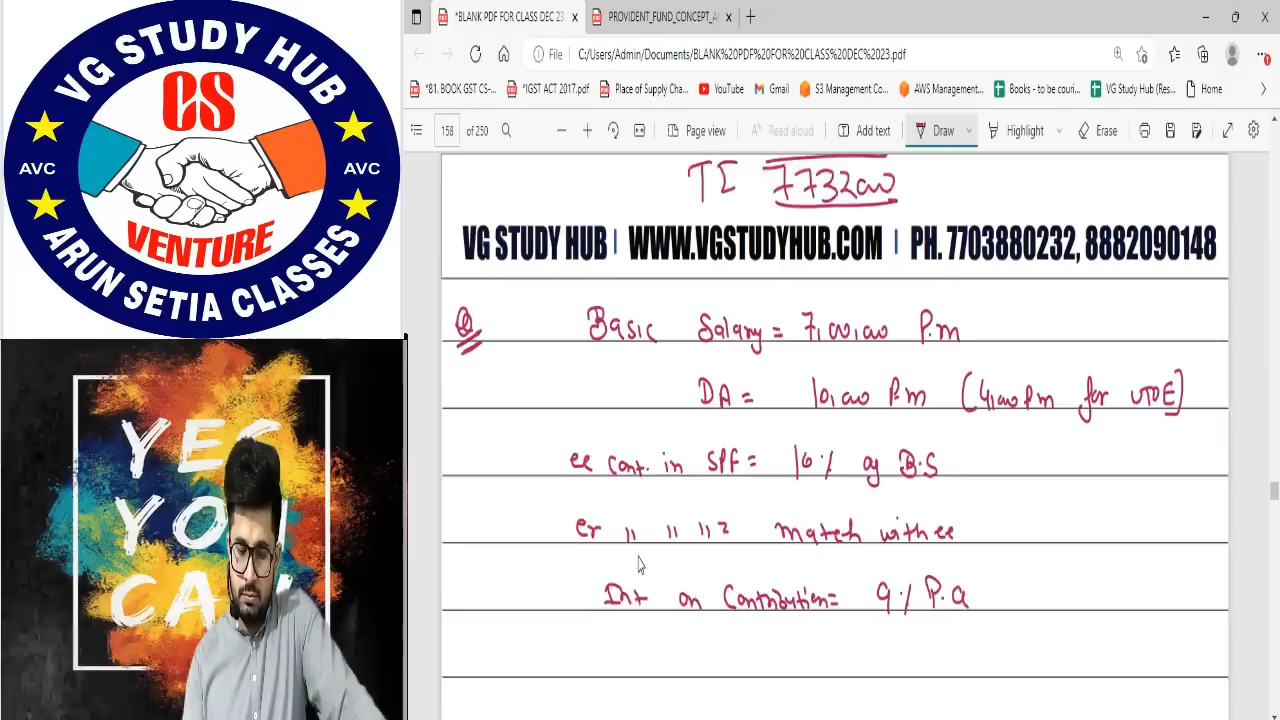 VG STUDY HUB
CS
AVC
AVC
VENTURE
ARUN SETIA CLASSES
YES
YOU
CAN
*BLANK PDF FOR CLASS DEC 23
PROVIDENT_FUND_CONCEPT_A
File
C:/Users/Admin/Documents/BLANK%20PDF%20FOR%20CLASS%20DEC%2023.pdf
*81. BOOK GST CS-...
*IGST ACT 2017.pdf
Place of Supply Cha...
YouTube
Gmail
S3 Management Co...
AWS Management...
Books - to be couri...
VG Study Hub (Res...
Home
158 of 250
Page view
Read aloud
Add text
Draw
Highlight
Erase
TI 7732000
VG STUDY HUB | WWW.VGSTUDYHUB.COM | PH. 7703880232, 8882090148
Q Basic Salary = 7,00,000 P.m
DA = 10,000 P.m (4,000 Pm for UTOE)
ee cont. in SPF = 10% of B.S
er " " " = match with ee
Int on Contribution = 9% P.a